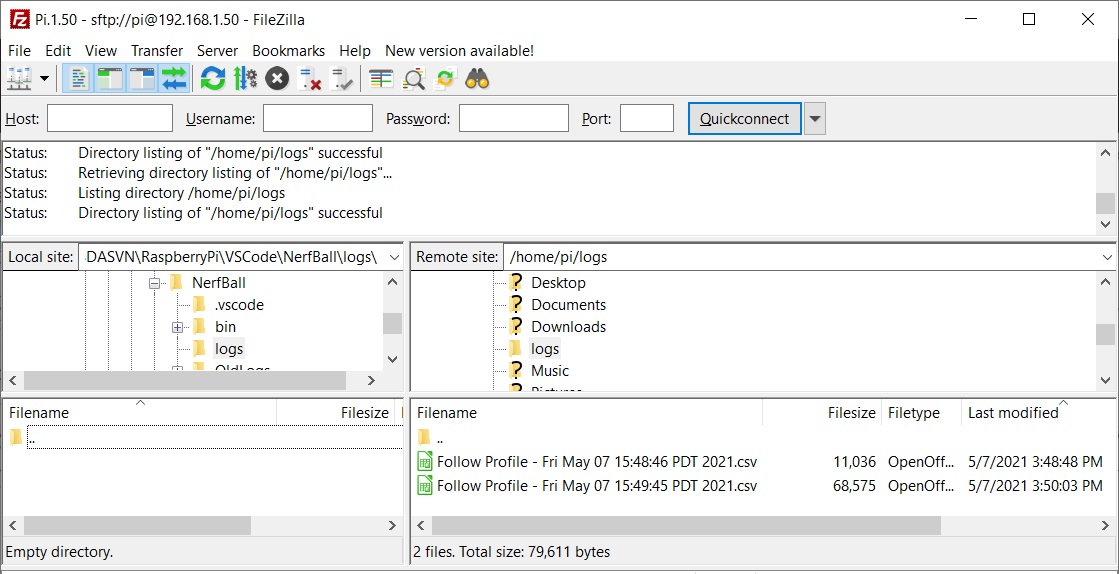 Pi.1.50 - sftp://pi@192.168.1.50 - FileZilla
File Edit View Transfer Server Bookmarks Help New version available!
Host: Username: Password: Port: Quickconnect
Status: Directory listing of "/home/pi/logs" successful
Status: Retrieving directory listing of "/home/pi/logs"...
Status: Listing directory /home/pi/logs
Status: Directory listing of "/home/pi/logs" successful
Local site: DASVN\RaspberryPi\VSCode\NerfBall\logs\
NerfBall
.vscode
bin
logs
OldLogs
Remote site: /home/pi/logs
Desktop
Documents
Downloads
logs
Music
Pictures
Filename Filesize
..
Empty directory.
Filename Filesize Filetype Last modified
..
Follow Profile - Fri May 07 15:48:46 PDT 2021.csv 11,036 OpenOff... 5/7/2021 3:48:48 PM
Follow Profile - Fri May 07 15:49:45 PDT 2021.csv 68,575 OpenOff... 5/7/2021 3:50:03 PM
2 files. Total size: 79,611 bytes